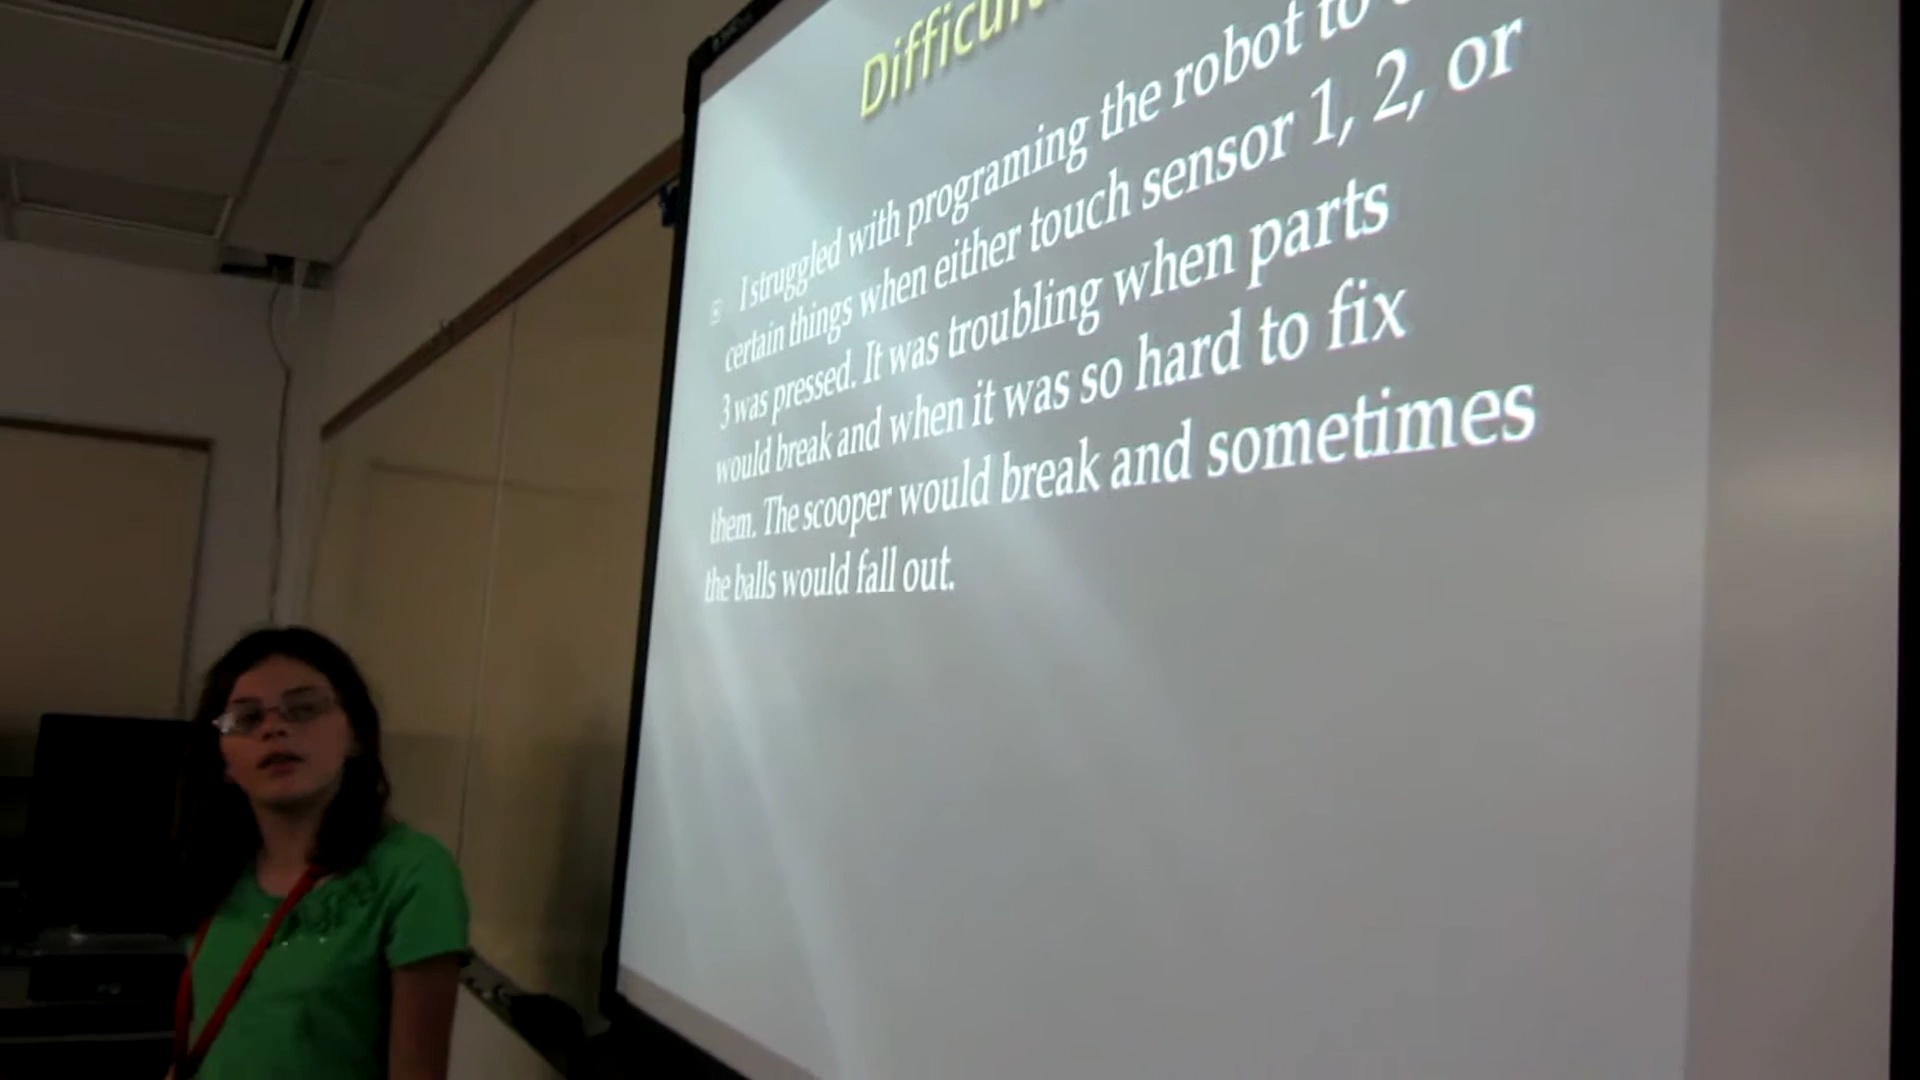 I struggled with programing the robot to
certain things when either touch sensor 1, 2, or
3 was pressed. It was troubling when parts
would break and when it was so hard to fix
them. The scooper would break and sometimes
the balls would fall out.